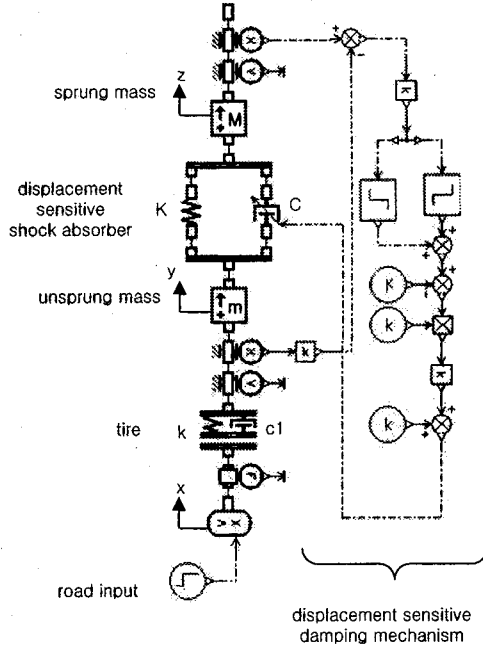 x
v
z
sprung mass
M
k
displacement
sensitive
shock absorber
K
C
y
unsprung mass
m
x
k
v
K
k
k
k
tire
k
c1
F
x
x
v
road input
displacement sensitive
damping mechanism